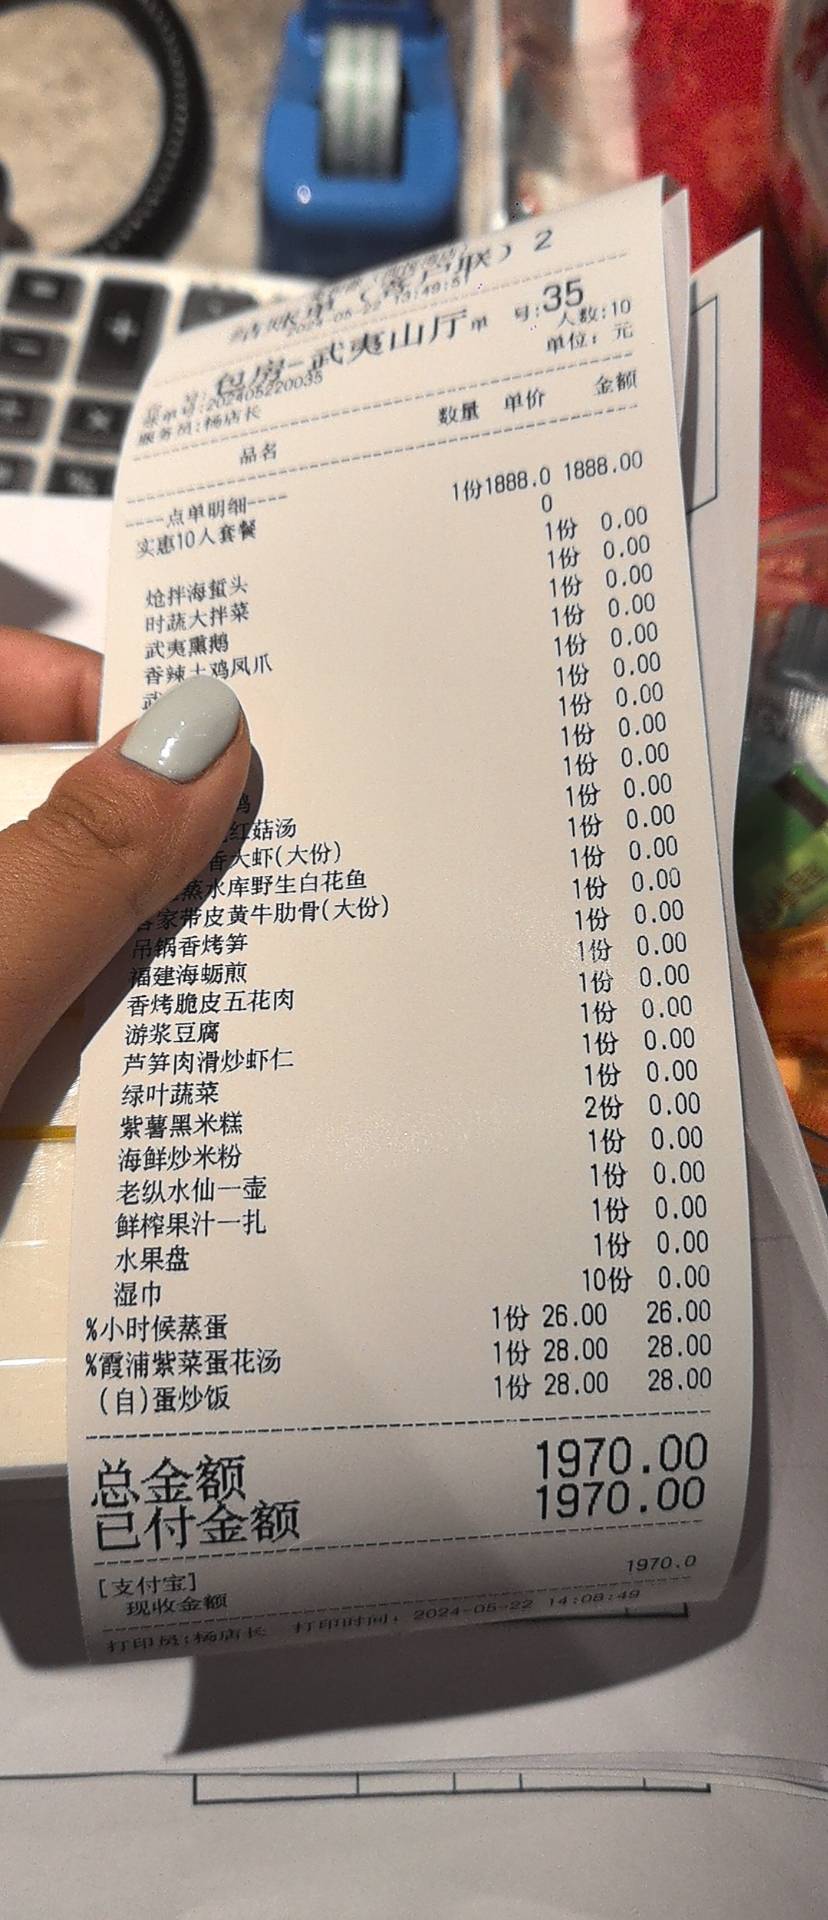 结账单（客户联）2
2024-05-22 13:49:51
包房-武夷山厅 单 号:35
人数:10
账单号:202405220035
服务员:杨店长 单位：元
品名 数量 单价 金额
----点单明细----
实惠10人套餐 1份1888.0 1888.00
0
炝拌海蜇头 1份 0.00
时蔬大拌菜 1份 0.00
武夷熏鹅 1份 0.00
香辣土鸡凤爪 1份 0.00
武 1份 0.00
1份 0.00
1份 0.00
1份 0.00
鸡 1份 0.00
红菇汤 1份 0.00
香大虾(大份) 1份 0.00
蒸水库野生白花鱼 1份 0.00
客家带皮黄牛肋骨(大份) 1份 0.00
吊锅香烤笋 1份 0.00
福建海蛎煎 1份 0.00
香烤脆皮五花肉 1份 0.00
游浆豆腐 1份 0.00
芦笋肉滑炒虾仁 1份 0.00
绿叶蔬菜 1份 0.00
紫薯黑米糕 2份 0.00
海鲜炒米粉 1份 0.00
老纵水仙一壶 1份 0.00
鲜榨果汁一扎 1份 0.00
水果盘 1份 0.00
湿巾 10份 0.00
%小时候蒸蛋 1份 26.00 26.00
%霞浦紫菜蛋花汤 1份 28.00 28.00
(自)蛋炒饭 1份 28.00 28.00
总金额 1970.00
已付金额 1970.00
[支付宝] 1970.0
现收金额
打印员:杨店长 打印时间：2024-05-22 14:08:49